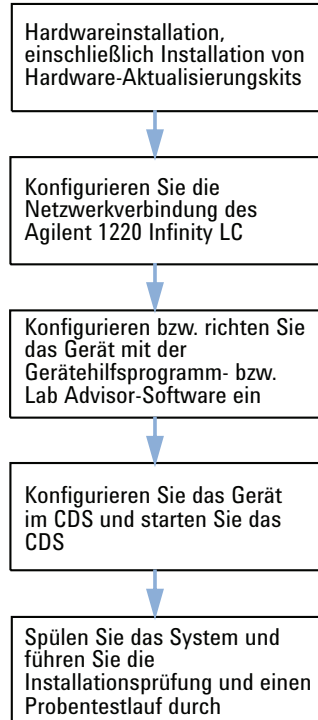 Hardwareinstallation,
einschließlich Installation von
Hardware-Aktualisierungskits
Konfigurieren Sie die
Netzwerkverbindung des
Agilent 1220 Infinity LC
Konfigurieren bzw. richten Sie
das Gerät mit der
Gerätehilfsprogramm- bzw.
Lab Advisor-Software ein
Konfigurieren Sie das Gerät
im CDS und starten Sie das
CDS
Spülen Sie das System und
führen Sie die
Installationsprüfung und einen
Probentestlauf durch